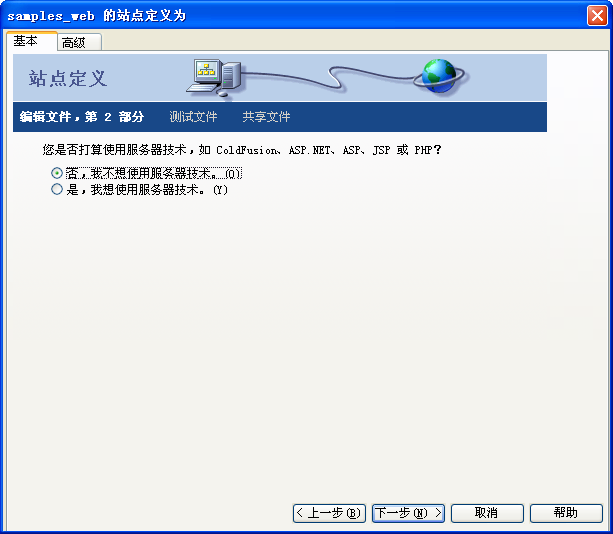 samples_web 的站点定义为
基本 高级
站点定义
编辑文件，第 2 部分 测试文件 共享文件
您是否打算使用服务器技术，如 ColdFusion、ASP.NET、ASP、JSP 或 PHP？
否，我不想使用服务器技术。(O)
是，我想使用服务器技术。(Y)
< 上一步(B) 下一步(N) > 取消 帮助